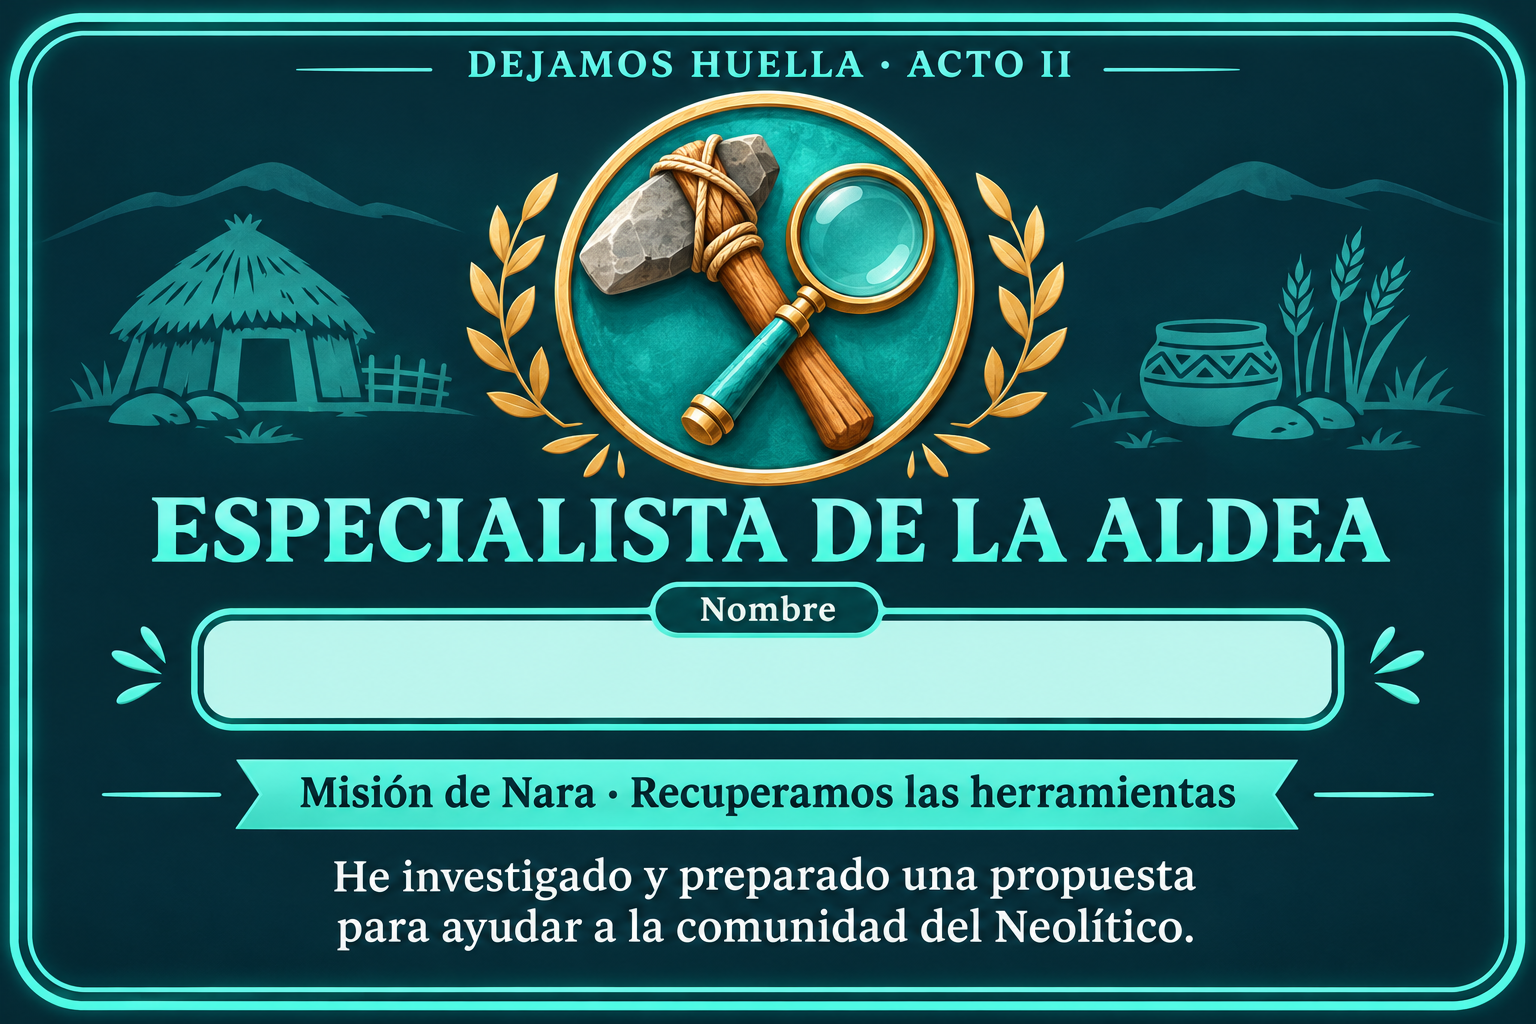 DEJAMOS HUELLA · ACTO II
ESPECIALISTA DE LA ALDEA
Nombre
Misión de Nara · Recuperamos las herramientas
He investigado y preparado una propuesta
para ayudar a la comunidad del Neolítico.